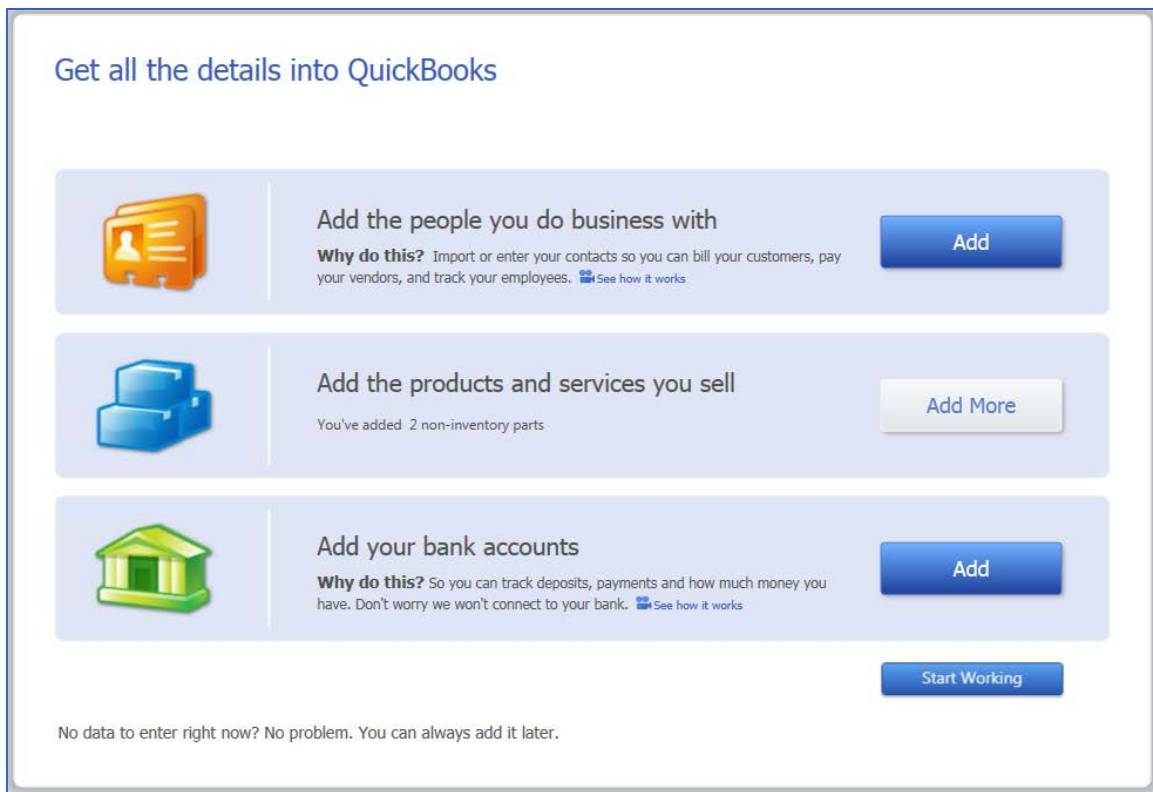 Get all the details into QuickBooks
Add the people you do business with
Why do this? Import or enter your contacts so you can bill your customers, pay
your vendors, and track your employees. See how it works
Add
Add the products and services you sell
You've added 2 non-inventory parts
Add More
Add your bank accounts
Why do this? So you can track deposits, payments and how much money you
have. Don't worry we won't connect to your bank. See how it works
Add
Start Working
No data to enter right now? No problem. You can always add it later.